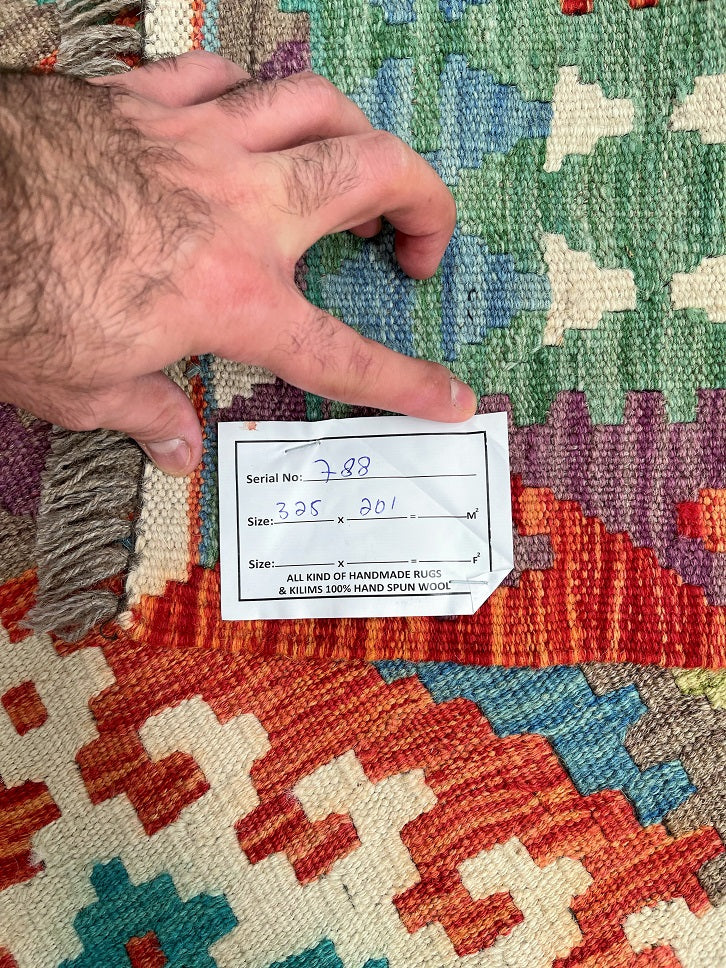 Serial No: 788
Size: 325 x 201 = M²
Size: x = F²
ALL KIND OF HANDMADE RUGS
& KILIMS 100% HAND SPUN WOOL